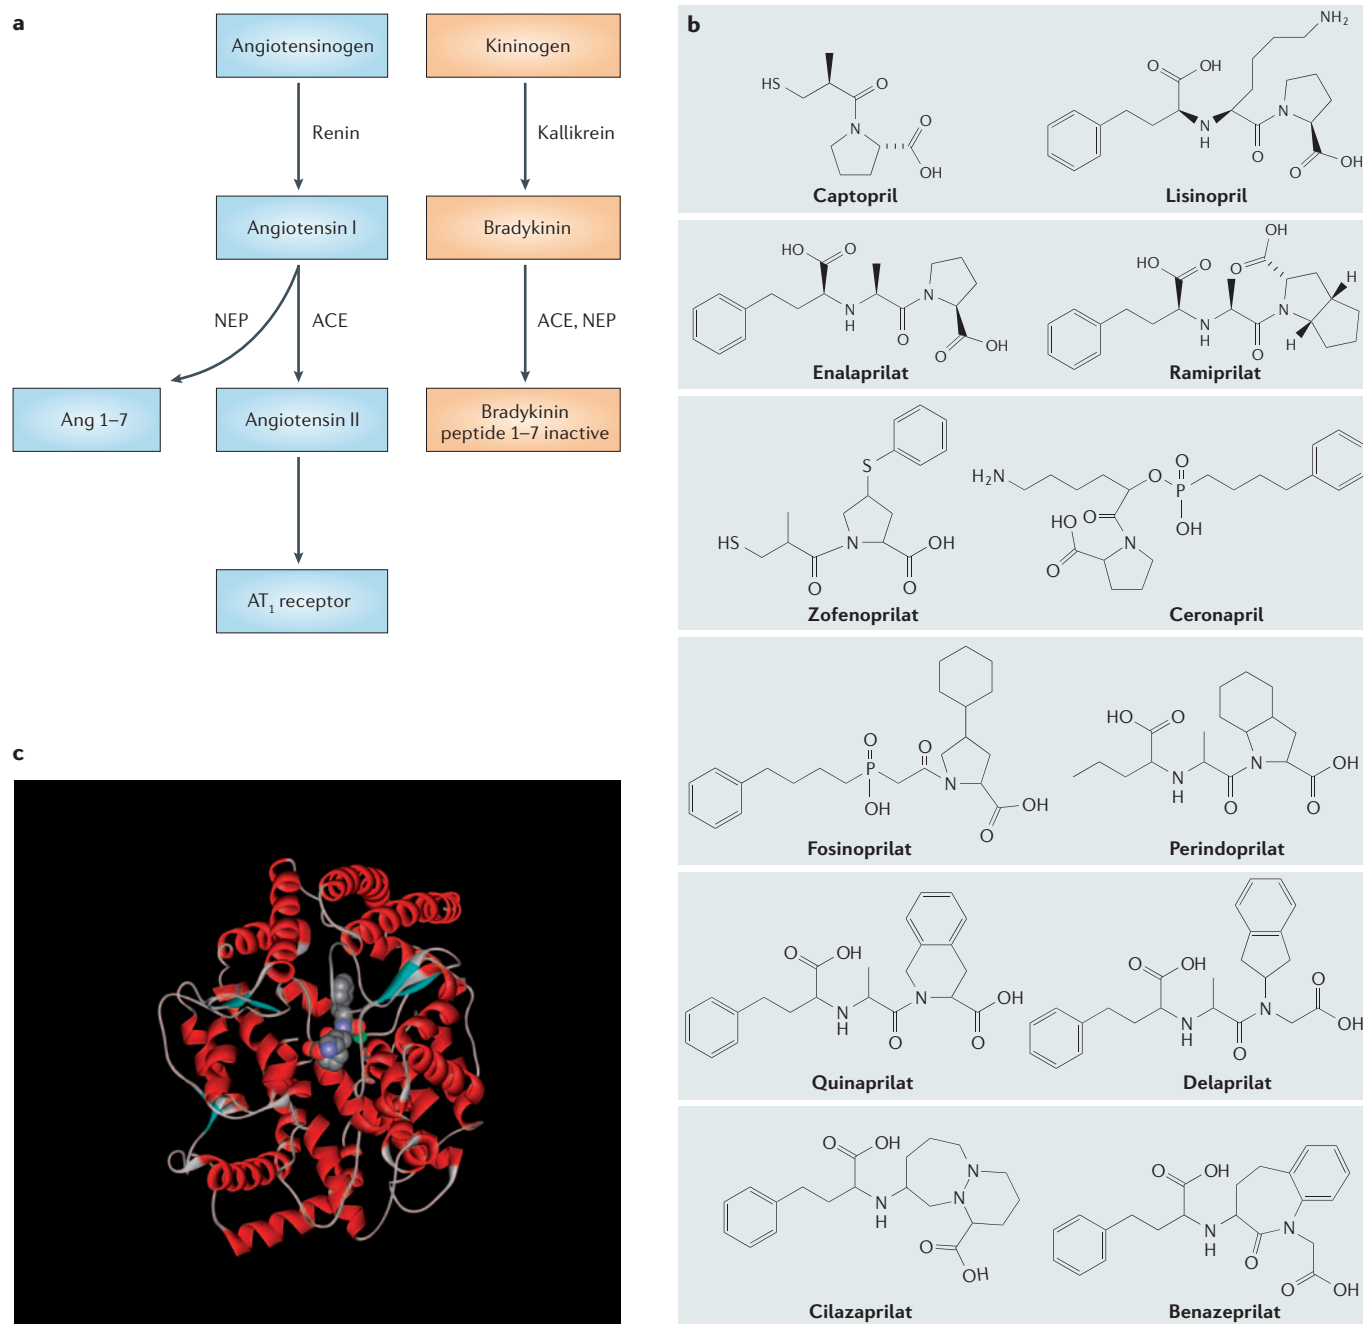 a
Angiotensinogen
Kininogen
Renin
Kallikrein
Angiotensin I
Bradykinin
NEP
ACE
ACE, NEP
Ang 1–7
Angiotensin II
Bradykinin
peptide 1–7 inactive
AT1 receptor
b
HS
O
N
O
OH
Captopril
NH2
O
OH
N
H
O
N
O
OH
Lisinopril
HO
O
N
H
O
N
O
OH
Enalaprilat
OH
O
HO
O
N
H
O
N
H
H
Ramiprilat
S
HS
O
N
O
OH
Zofenoprilat
H2N
O
O
P
OH
O
HO
O
N
Ceronapril
O
P
OH
O
N
O
OH
Fosinoprilat
HO
O
N
H
O
N
O
OH
Perindoprilat
O
OH
N
H
O
N
O
OH
Quinaprilat
O
OH
N
H
O
N
O
OH
Delaprilat
O
OH
N
H
N
N
O
OH
Cilazaprilat
O
OH
N
H
O
N
O
OH
Benazeprilat
c